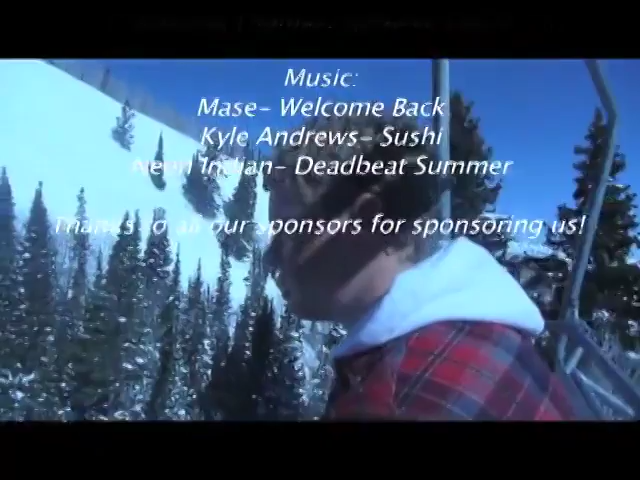 Music:
Mase- Welcome Back
Kyle Andrews- Sushi
Neon Indian- Deadbeat Summer
Thanks to all our sponsors for sponsoring us!